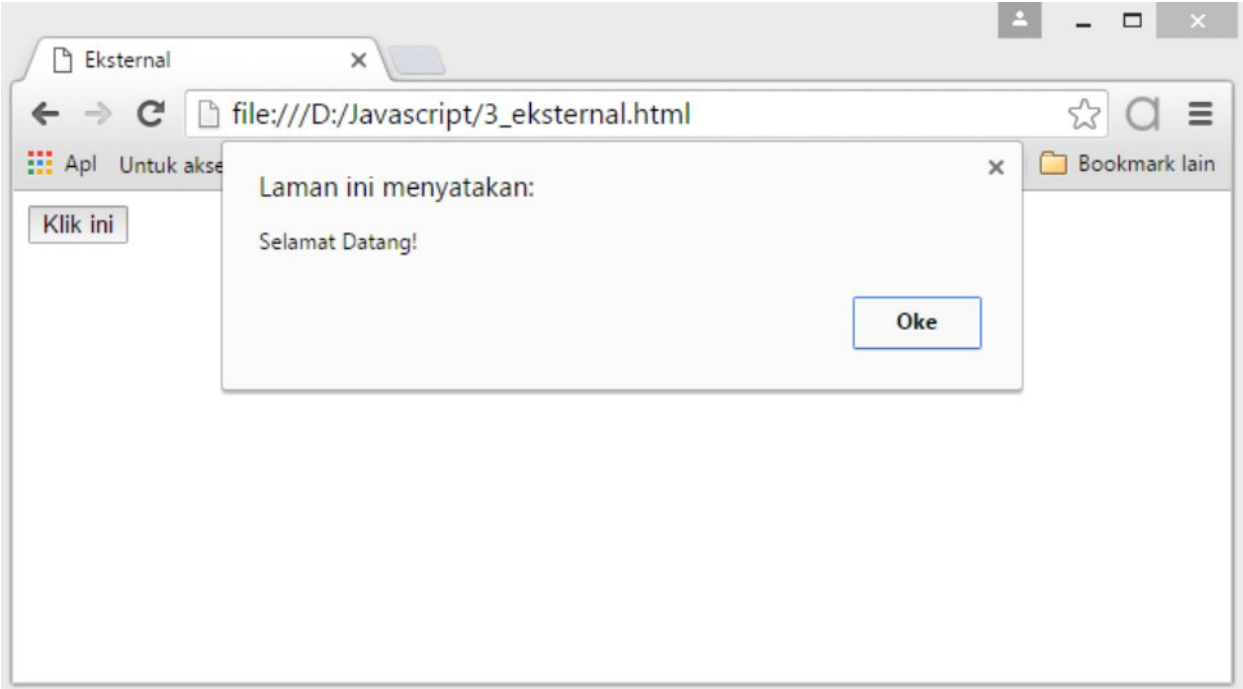 Eksternal
file:///D:/Javascript/3_eksternal.html
Apl Untuk akse Bookmark lain
Klik ini
Laman ini menyatakan:
Selamat Datang!
Oke